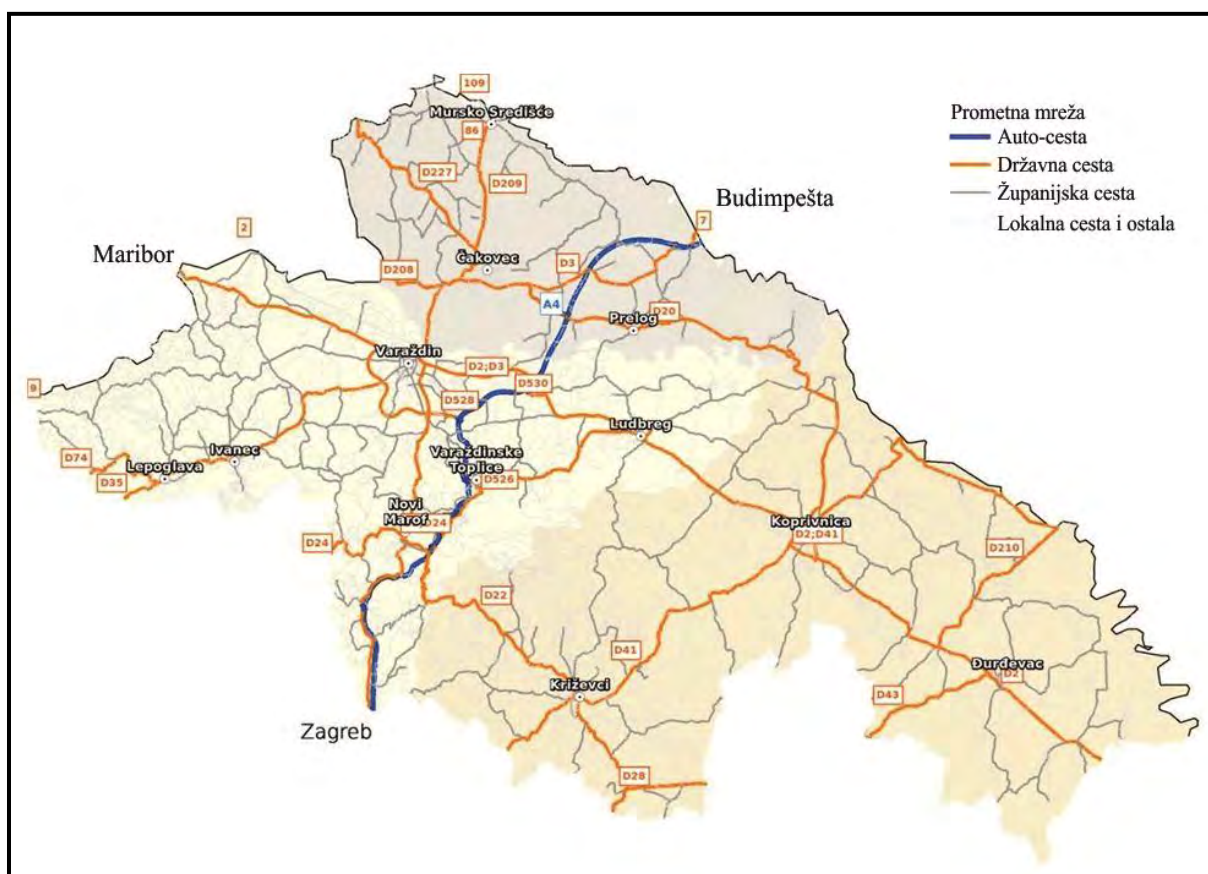 109
Mursko Središće
86
Prometna mreža
Auto-cesta
Državna cesta
Županijska cesta
Lokalna cesta i ostala
D227
D209
Budimpešta
7
2
Maribor
Čakovec
D3
D208
A4
Prelog
D20
Varaždin
D2;D3
9
D530
D528
Ludbreg
Ivanec
Varaždinske
Toplice
D74
Lepoglava
D35
D526
Novi
Marof
D24
D24
Koprivnica
D2;D41
D210
D22
D41
Đurđevac
D2
Križevci
D43
Zagreb
D28